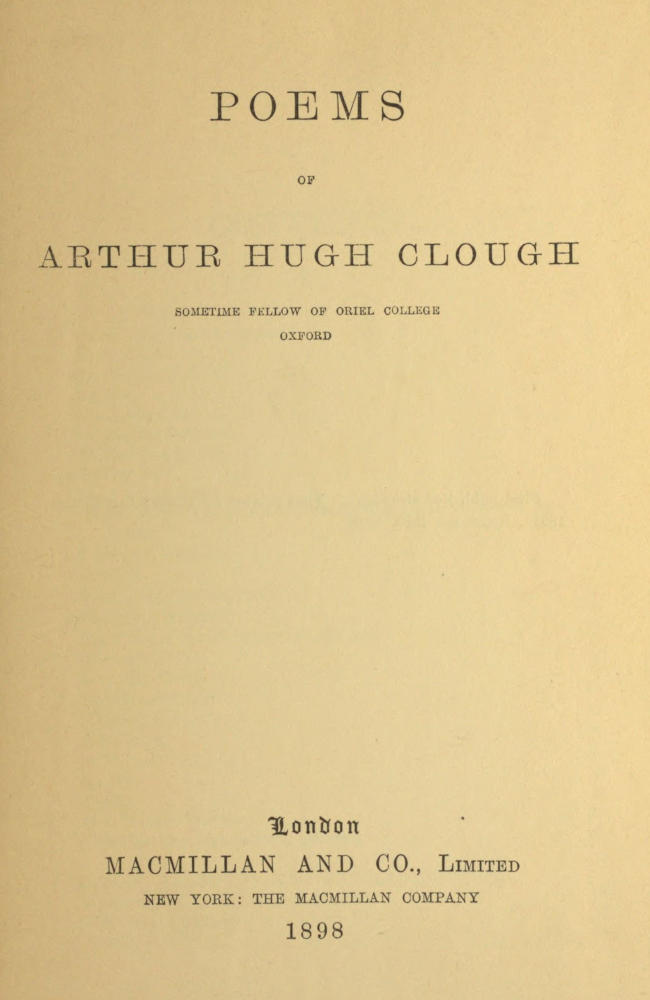 POEMS
OF
ARTHUR HUGH CLOUGH
SOMETIME FELLOW OF ORIEL COLLEGE
OXFORD
London
MACMILLAN AND CO., LIMITED
NEW YORK: THE MACMILLAN COMPANY
1898